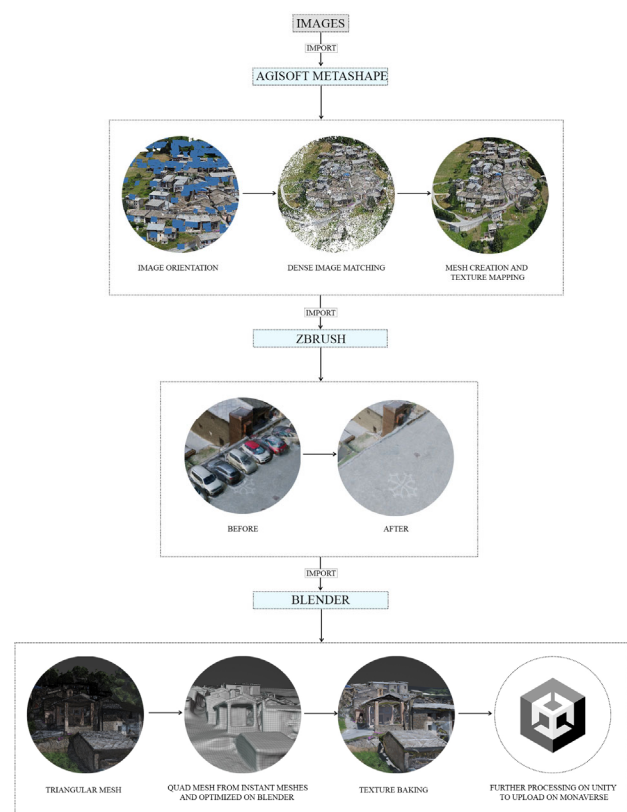 IMAGES
IMPORT
AGISOFT METASHAPE
IMAGE ORIENTATION
DENSE IMAGE MATCHING
MESH CREATION AND
TEXTURE MAPPING
IMPORT
ZBRUSH
BEFORE
AFTER
IMPORT
BLENDER
TRIANGULAR MESH
QUAD MESH FROM INSTANT MESHES
AND OPTIMIZED ON BLENDER
TEXTURE BAKING
FURTHER PROCESSING ON UNITY
TO UPLOAD ON MONAVERSE